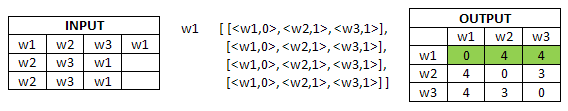 INPUT
w1 w2 w3 w1
w2 w3 w1
w2 w3 w1
w1 [ [<w1,0>,<w2,1>,<w3,1>],
[<w1,0>,<w2,1>,<w3,1>],
[<w1,0>,<w2,1>,<w3,1>],
[<w1,0>,<w2,1>,<w3,1>] ]
OUTPUT
w1 w2 w3
w1 0 4 4
w2 4 0 3
w3 4 3 0